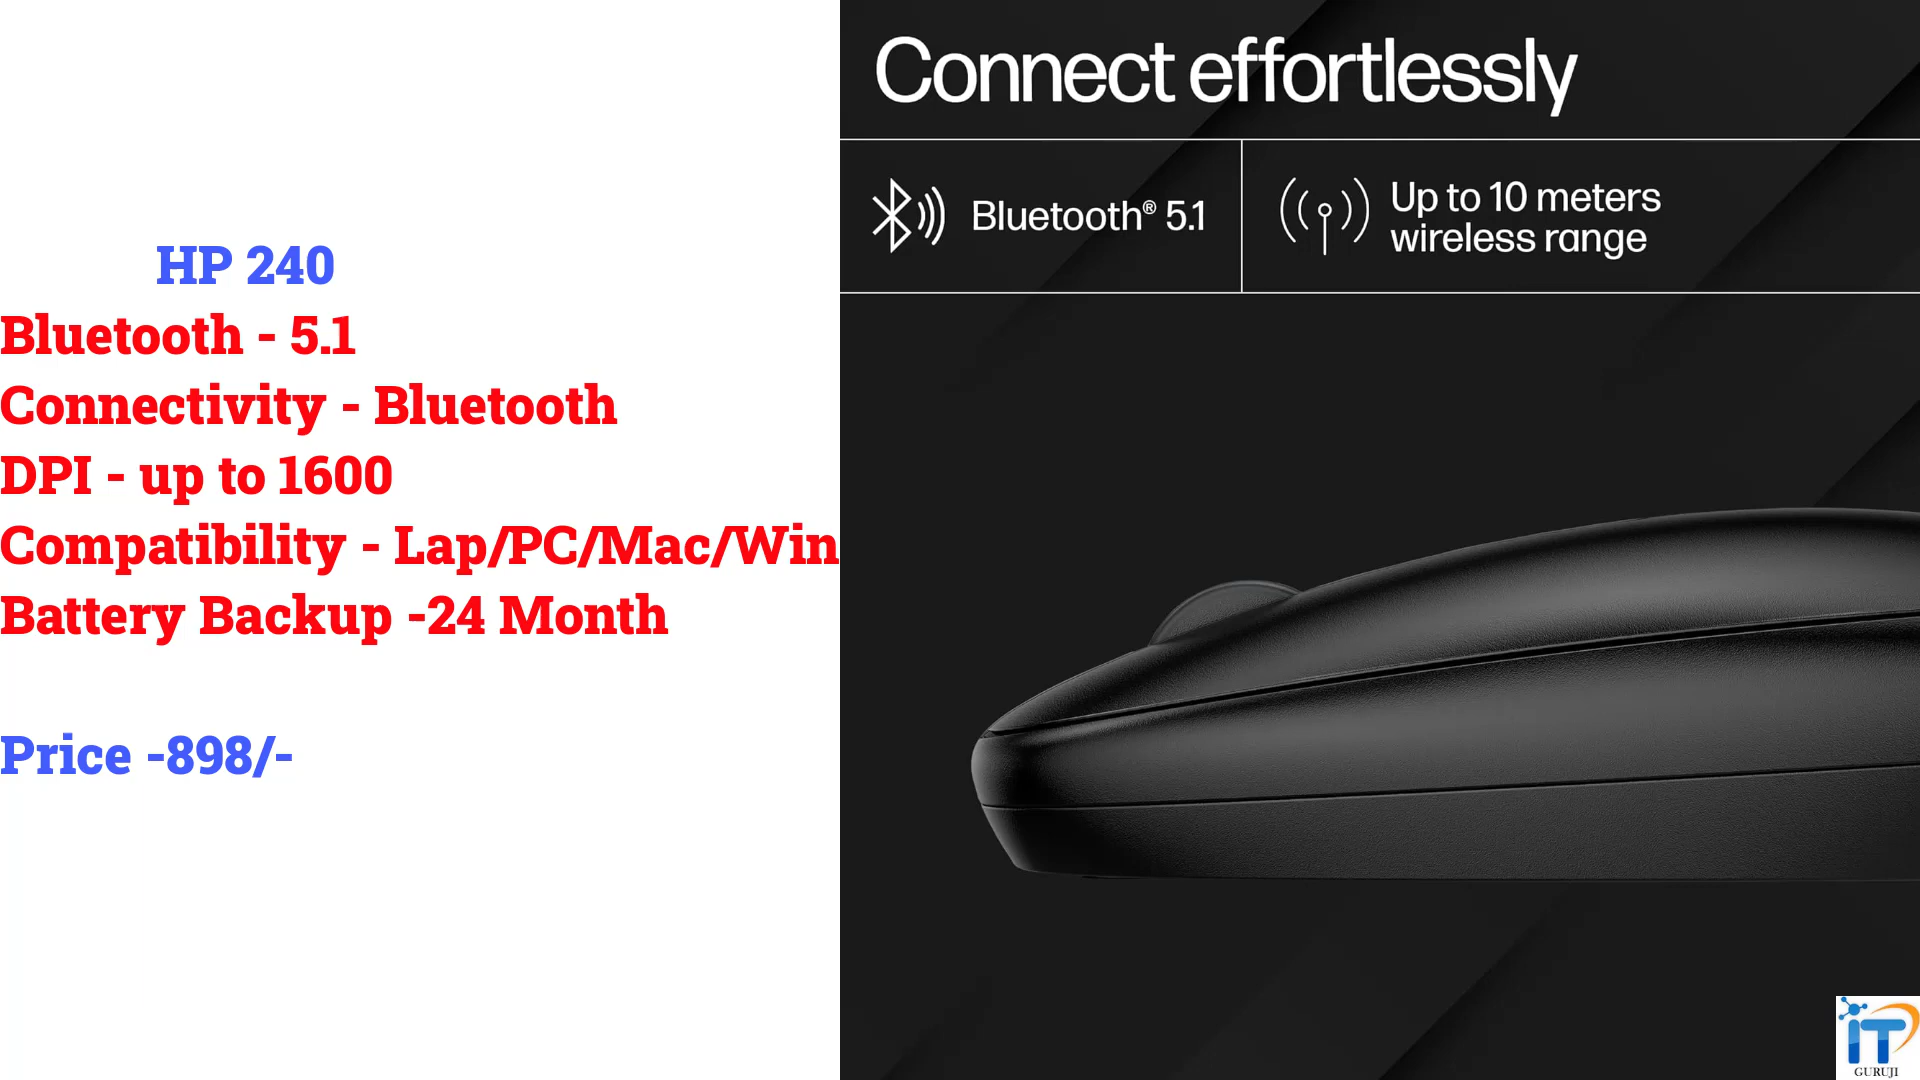 HP 240
Bluetooth - 5.1
Connectivity - Bluetooth
DPI - up to 1600
Compatibility - Lap/PC/Mac/Win
Battery Backup -24 Month
Price -898/-
Connect effortlessly
Bluetooth® 5.1
Up to 10 meters
wireless range
iT
GURUJI